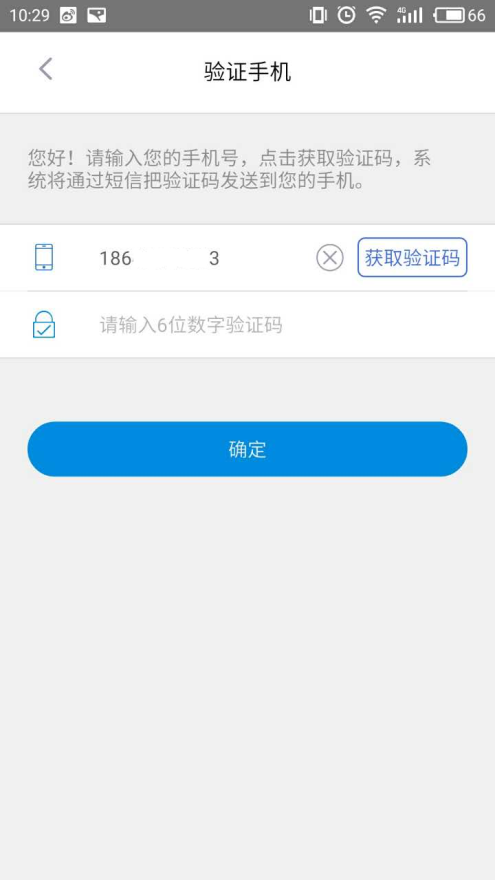 10:29 4G 66
验证手机
您好！请输入您的手机号，点击获取验证码，系
统将通过短信把验证码发送到您的手机。
186 3 获取验证码
请输入6位数字验证码
确定